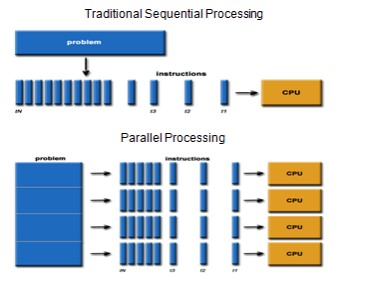 Traditional Sequential Processing
problem
instructions
CPU
tN t3 t2 t1
Parallel Processing
problem instructions
CPU
CPU
CPU
CPU
tN t3 t2 t1